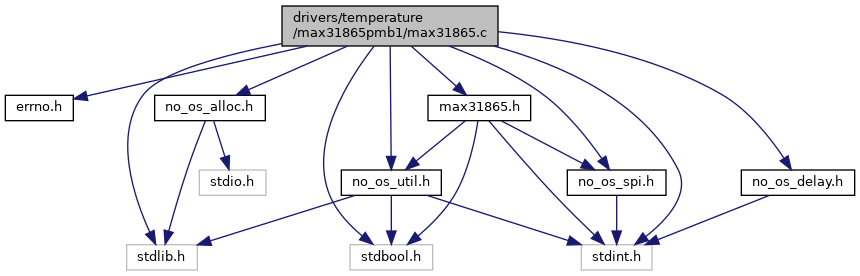 drivers/temperature
/max31865pmb1/max31865.c
errno.h
no_os_alloc.h
max31865.h
stdio.h
no_os_util.h
no_os_spi.h
no_os_delay.h
stdlib.h
stdbool.h
stdint.h